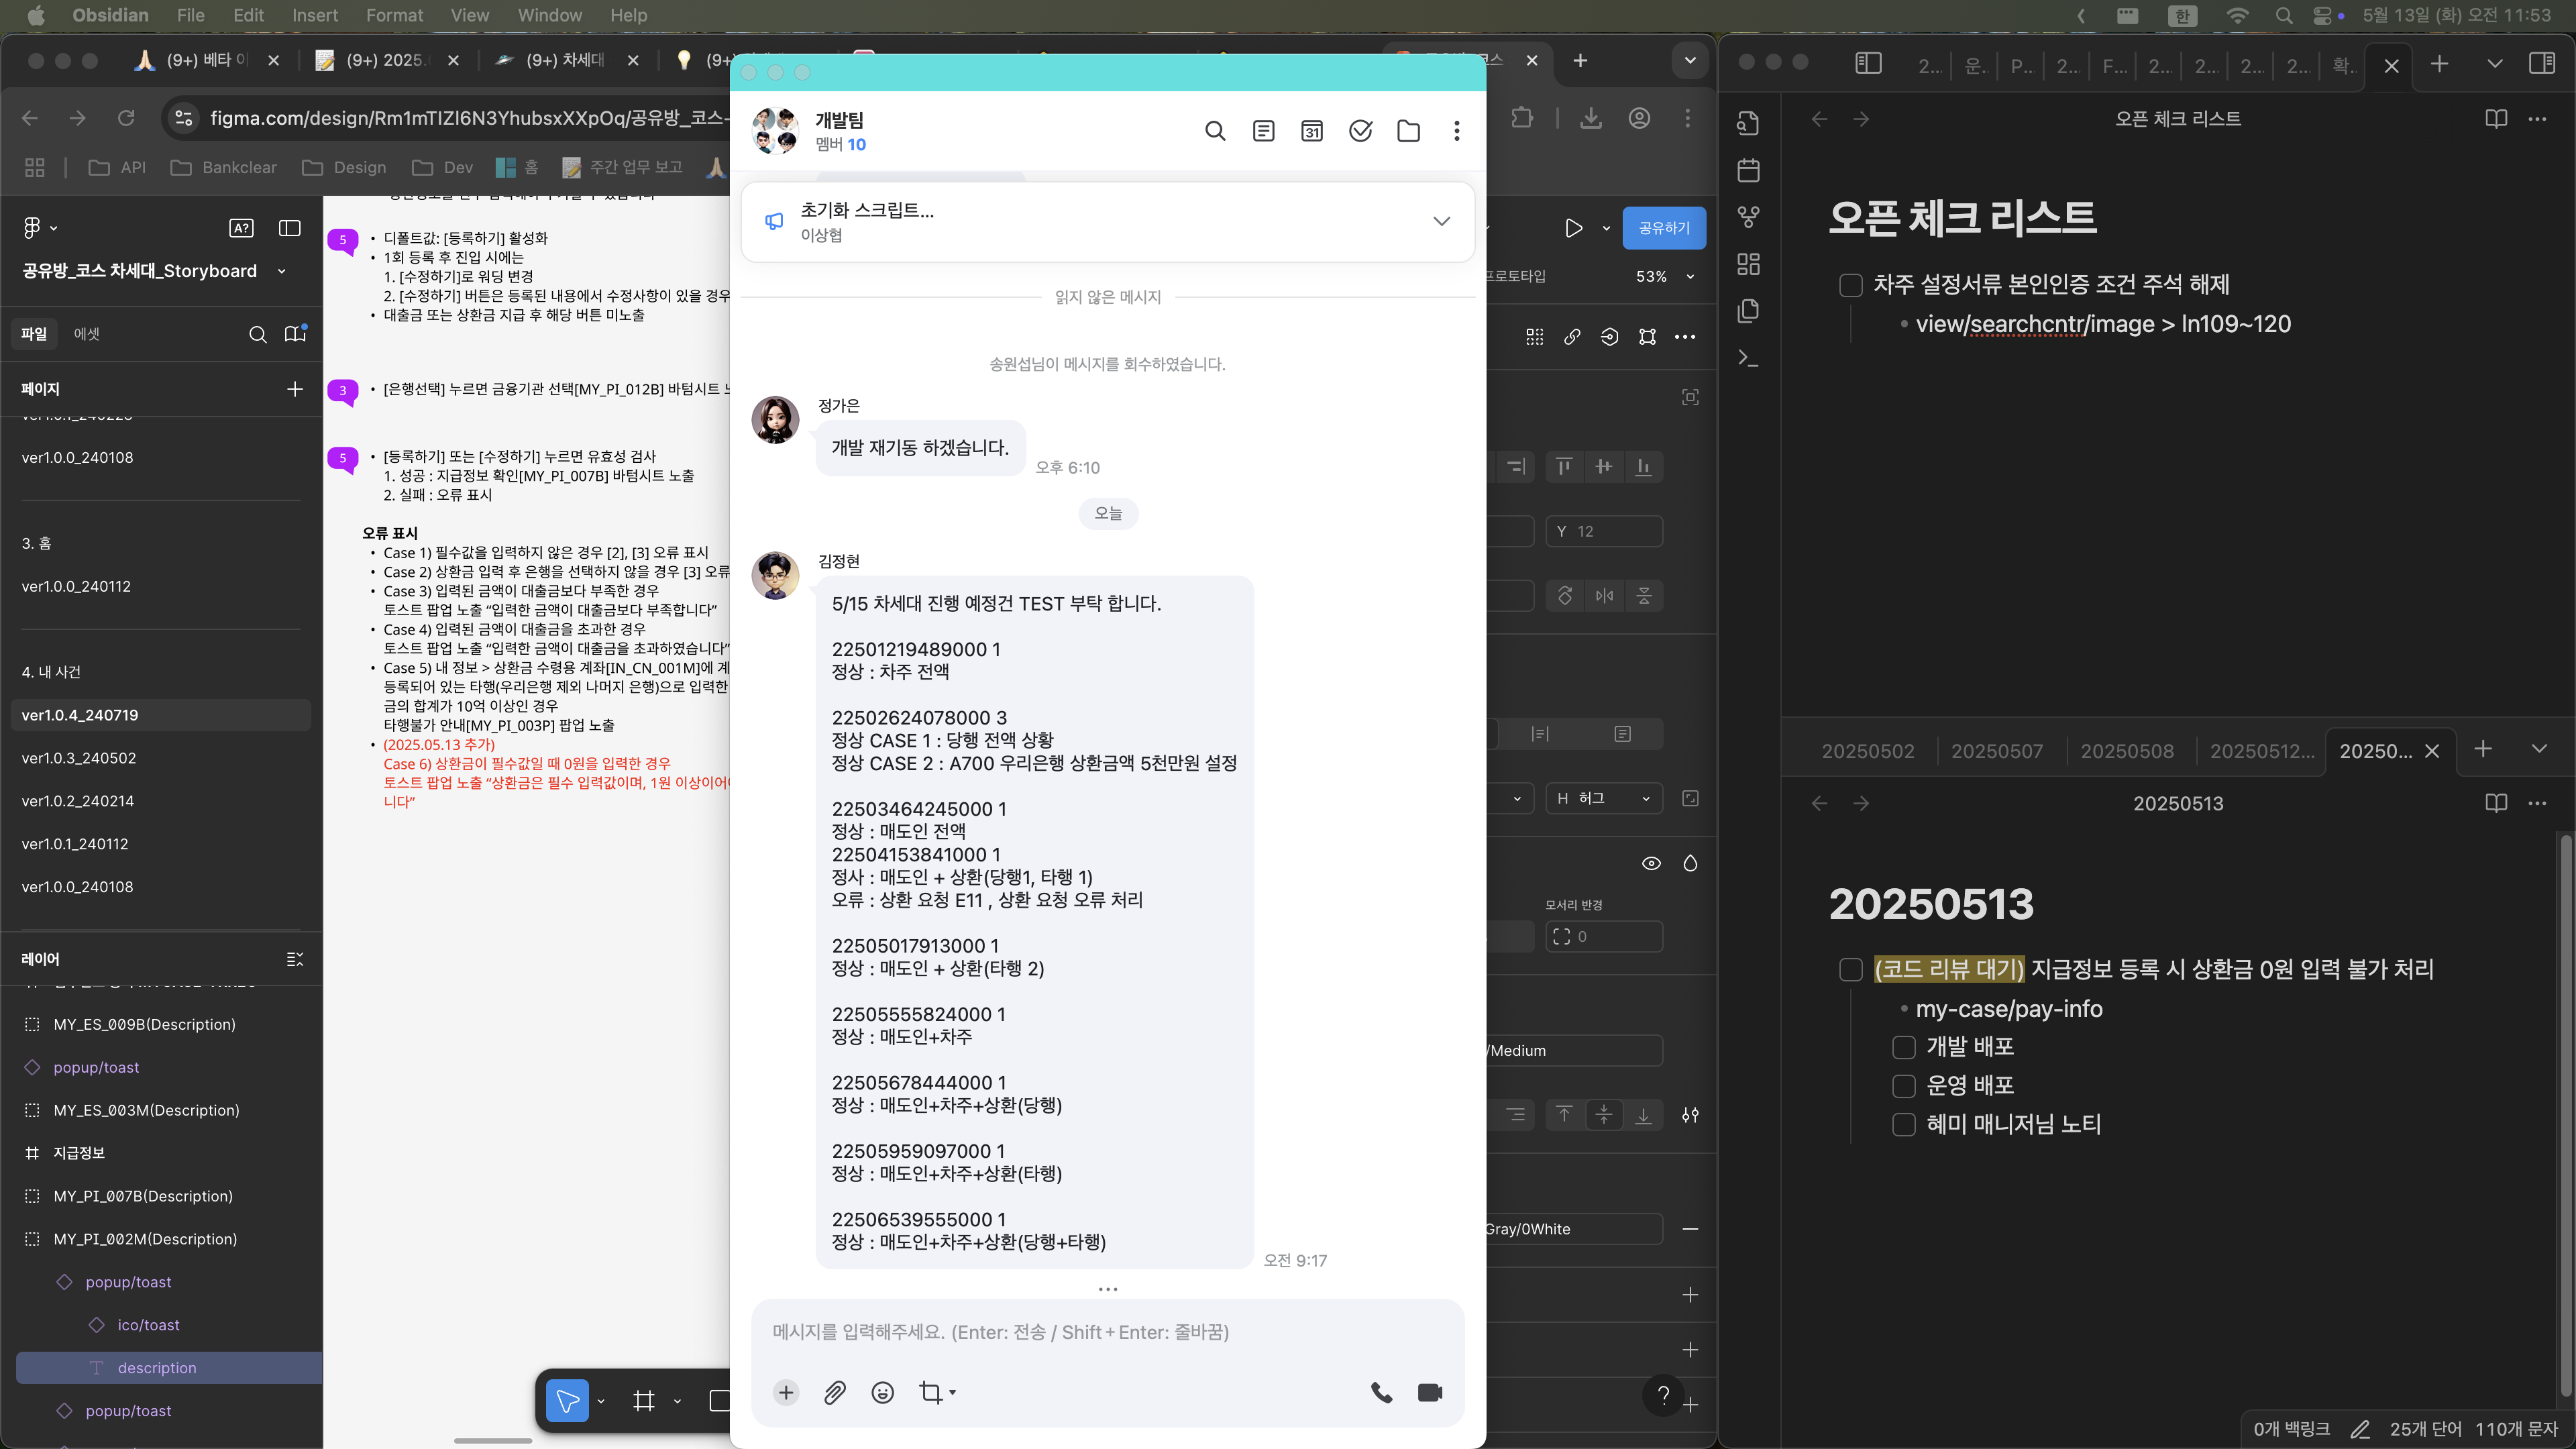 Obsidian File Edit Insert Format View Window Help
한 5월 13일 (화) 오전 11:53
(9+) 베타 이
(9+) 2025.
(9+) 차세대
figma.com/design/Rm1mTIZl6N3YhubsxXXpOq/공유방_코스-
API Bankclear Design Dev 홈 주간 업무 보고
A?
공유방_코스 차세대_Storyboard
파일 에셋
페이지
ver1.0.0_240108
3. 홈
ver1.0.0_240112
4. 내 사건
ver1.0.4_240719
ver1.0.3_240502
ver1.0.2_240214
ver1.0.1_240112
ver1.0.0_240108
레이어
MY_ES_009B(Description)
popup/toast
MY_ES_003M(Description)
지급정보
MY_PI_007B(Description)
MY_PI_002M(Description)
popup/toast
ico/toast
description
popup/toast
5
• 디폴트값: [등록하기] 활성화
• 1회 등록 후 진입 시에는
1. [수정하기]로 워딩 변경
2. [수정하기] 버튼은 등록된 내용에서 수정사항이 있을 경우
• 대출금 또는 상환금 지급 후 해당 버튼 미노출
3
• [은행선택] 누르면 금융기관 선택[MY_PI_012B] 바텀시트
5
• [등록하기] 또는 [수정하기] 누르면 유효성 검사
1. 성공 : 지급정보 확인[MY_PI_007B] 바텀시트 노출
2. 실패 : 오류 표시
오류 표시
• Case 1) 필수값을 입력하지 않은 경우 [2], [3] 오류 표시
• Case 2) 상환금 입력 후 은행을 선택하지 않을 경우 [3] 오류
• Case 3) 입력된 금액이 대출금보다 부족한 경우
토스트 팝업 노출 “입력한 금액이 대출금보다 부족합니다”
• Case 4) 입력된 금액이 대출금을 초과한 경우
토스트 팝업 노출 “입력한 금액이 대출금을 초과하였습니다”
• Case 5) 내 정보 > 상환금 수령용 계좌[IN_CN_001M]에 계
등록되어 있는 타행(우리은행 제외 나머지 은행)으로 입력한
금의 합계가 10억 이상인 경우
타행불가 안내[MY_PI_003P] 팝업 노출
• (2025.05.13 추가)
Case 6) 상환금이 필수값일 때 0원을 입력한 경우
토스트 팝업 노출 “상환금은 필수 입력값이며, 1원 이상이어
니다”
개발팀
멤버 10
31
초기화 스크립트...
이상협
읽지 않은 메시지
송원섭님이 메시지를 회수하였습니다.
정가은
개발 재기동 하겠습니다.
오후 6:10
오늘
김정현
5/15 차세대 진행 예정건 TEST 부탁 합니다.
22501219489000 1
정상 : 차주 전액
22502624078000 3
정상 CASE 1 : 당행 전액 상황
정상 CASE 2 : A700 우리은행 상환금액 5천만원 설정
22503464245000 1
정상 : 매도인 전액
22504153841000 1
정사 : 매도인 + 상환(당행1, 타행 1)
오류 : 상환 요청 E11 , 상환 요청 오류 처리
22505017913000 1
정상 : 매도인 + 상환(타행 2)
22505555824000 1
정상 : 매도인+차주
22505678444000 1
정상 : 매도인+차주+상환(당행)
22505959097000 1
정상 : 매도인+차주+상환(타행)
22506539555000 1
정상 : 매도인+차주+상환(당행+타행)
오전 9:17
메시지를 입력해주세요. (Enter: 전송 / Shift + Enter: 줄바꿈)
공유하기
프로토타입
53%
Y 12
H 허그
모서리 반경
0
/Medium
Gray/0White
?
2... 운. P... 2... F... 2... 2... 2... 2... 확.
오픈 체크 리스트
오픈 체크 리스트
차주 설정서류 본인인증 조건 주석 해제
• view/searchcntr/image > ln109~120
20250502 20250507 20250508 20250512... 20250...
20250513
20250513
(코드 리뷰 대기) 지급정보 등록 시 상환금 0원 입력 불가 처리
• my-case/pay-info
개발 배포
운영 배포
혜미 매니저님 노티
0개 백링크 25개 단어 110개 문자